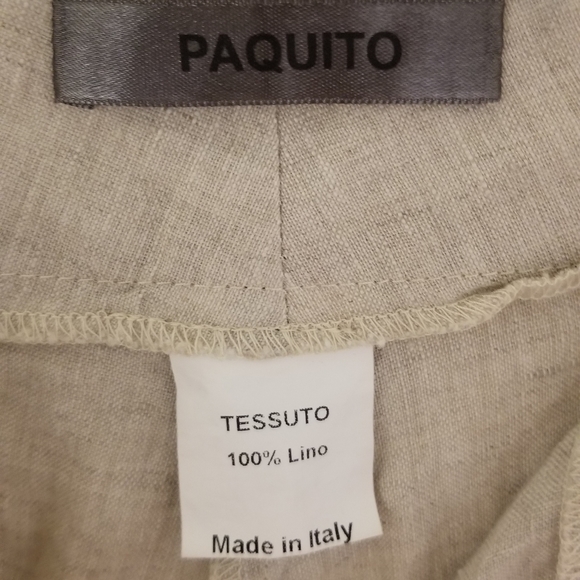 PAQUITO
TESSUTO
100% Lino
Made in Italy